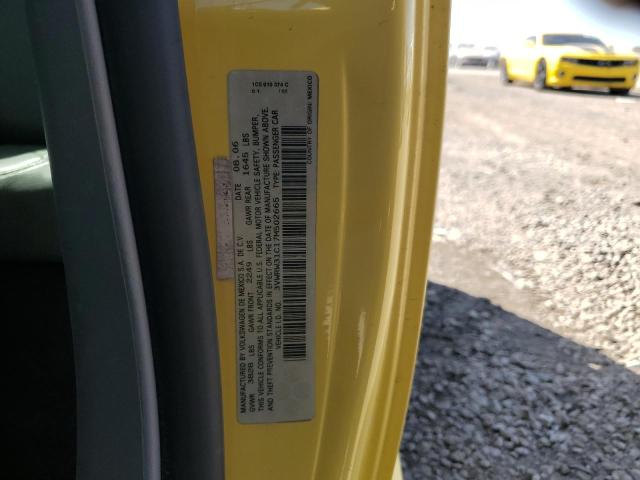 1C0 010 374 C
COUNTRY OF ORIGIN: MEXICO
MANUFACTURED BY VOLKSWAGEN DE MEXICO S.A. DE C.V. DATE 08.06
GVWR 3828 LBS GAWR FRONT 2249 LBS GAWR REAR 1645 LBS
THIS VEHICLE CONFORMS TO ALL APPLICABLE U.S. FEDERAL MOTOR VEHICLE SAFETY, BUMPER,
AND THEFT PREVENTION STANDARDS IN EFFECT ON THE DATE OF MANUFACTURE SHOWN ABOVE.
VEHICLE I.D. NO. 3VWRW31C17M502665 TYPE: PASSENGER CAR